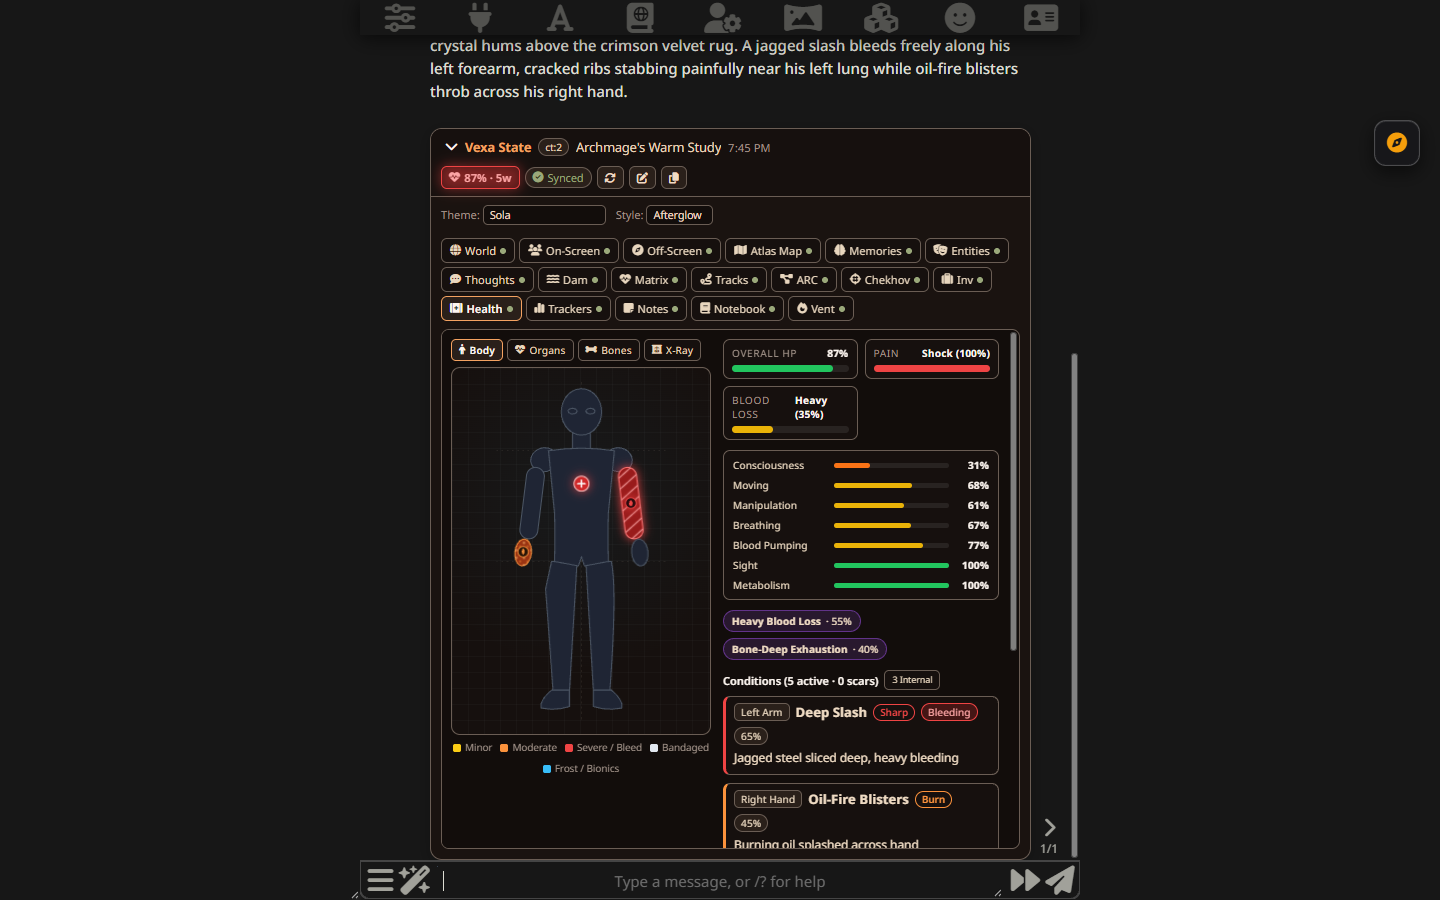 crystal hums above the crimson velvet rug. A jagged slash bleeds freely along his
left forearm, cracked ribs stabbing painfully near his left lung while oil-fire blisters
throb across his right hand.
Vexa State ct:2 Archmage's Warm Study 7:45 PM
87% · 5w Synced
Theme: Sola Style: Afterglow
World On-Screen Off-Screen Atlas Map Memories Entities
Thoughts Dam Matrix Tracks ARC Chekhov Inv
Health Trackers Notes Notebook Vent
Body Organs Bones X-Ray
Minor Moderate Severe / Bleed Bandaged
Frost / Bionics
OVERALL HP 87%
PAIN Shock (100%)
BLOOD LOSS Heavy (35%)
Consciousness 31%
Moving 68%
Manipulation 61%
Breathing 67%
Blood Pumping 77%
Sight 100%
Metabolism 100%
Heavy Blood Loss · 55%
Bone-Deep Exhaustion · 40%
Conditions (5 active · 0 scars) 3 Internal
Left Arm Deep Slash Sharp Bleeding
65%
Jagged steel sliced deep, heavy bleeding
Right Hand Oil-Fire Blisters Burn
45%
Burning oil splashed across hand
1/1
Type a message, or /? for help